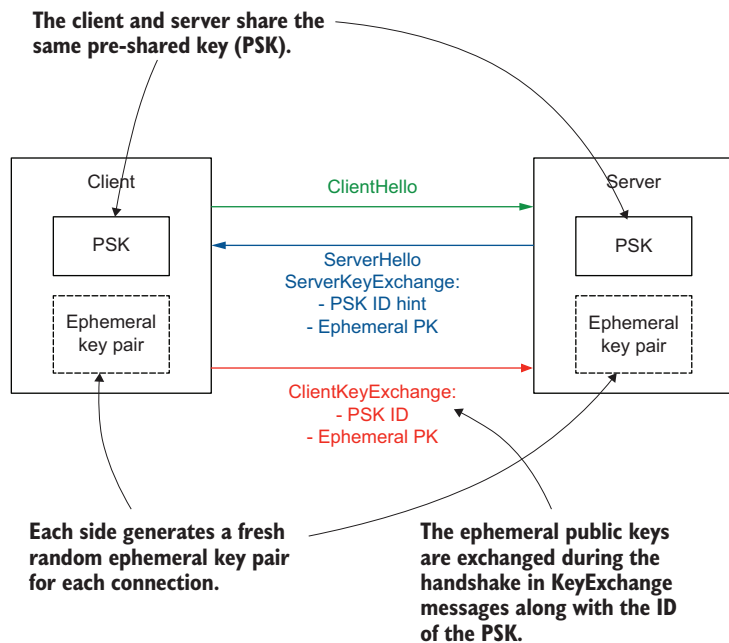 The client and server share the
same pre-shared key (PSK).
Client
Server
ClientHello
PSK
PSK
ServerHello
ServerKeyExchange:
- PSK ID hint
- Ephemeral PK
Ephemeral
key pair
Ephemeral
key pair
ClientKeyExchange:
- PSK ID
- Ephemeral PK
Each side generates a fresh
random ephemeral key pair
for each connection.
The ephemeral public keys
are exchanged during the
handshake in KeyExchange
messages along with the ID
of the PSK.